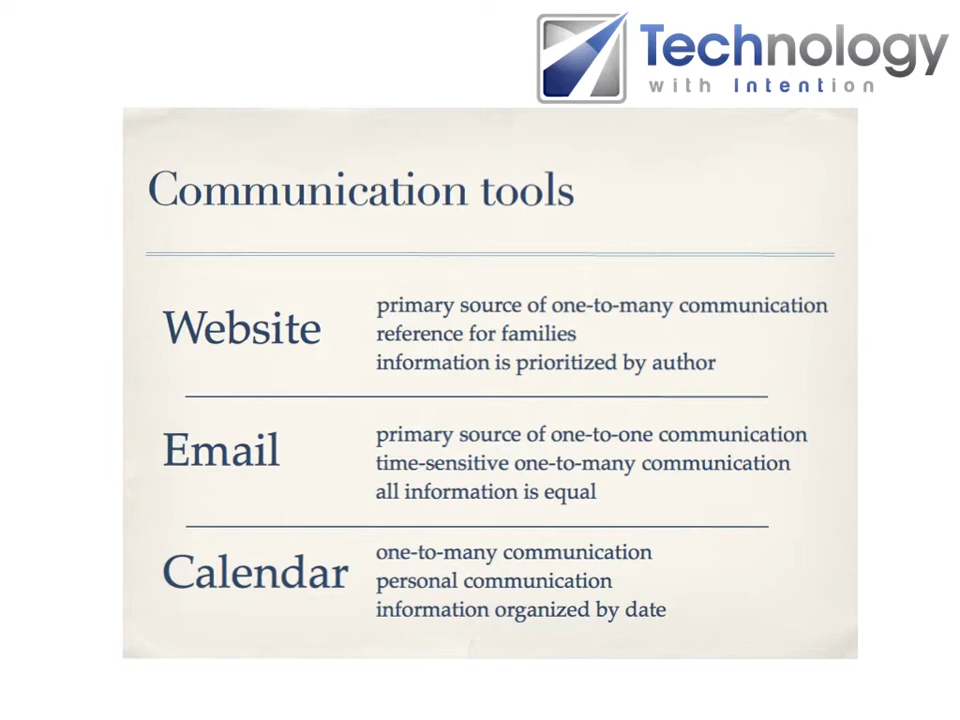 Technology
with Intention
Communication tools
Website
primary source of one-to-many communication
reference for families
information is prioritized by author
Email
primary source of one-to-one communication
time-sensitive one-to-many communication
all information is equal
Calendar
one-to-many communication
personal communication
information organized by date